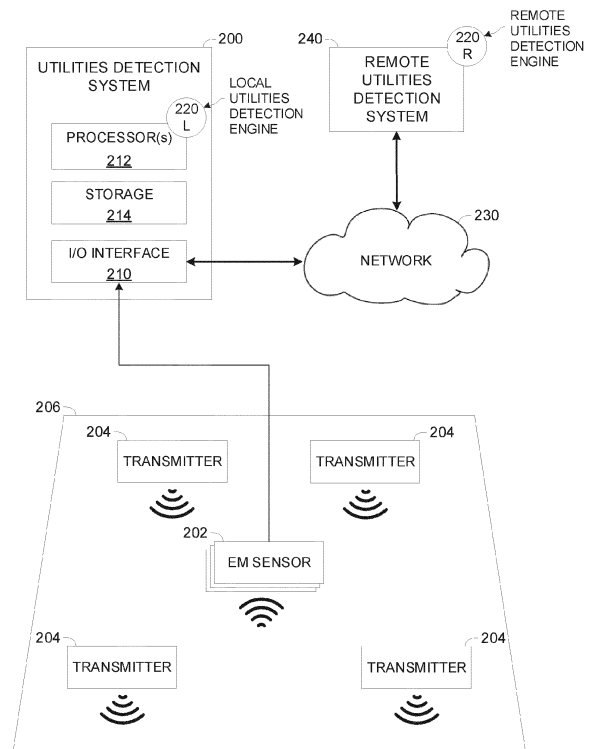 200
UTILITIES DETECTION
SYSTEM
220
L
LOCAL
UTILITIES
DETECTION
ENGINE
PROCESSOR(s)
212
STORAGE
214
I/O INTERFACE
210
240
REMOTE
UTILITIES
DETECTION
SYSTEM
220
R
REMOTE
UTILITIES
DETECTION
ENGINE
230
NETWORK
206
204
TRANSMITTER
204
TRANSMITTER
202
EM SENSOR
204
TRANSMITTER
204
TRANSMITTER